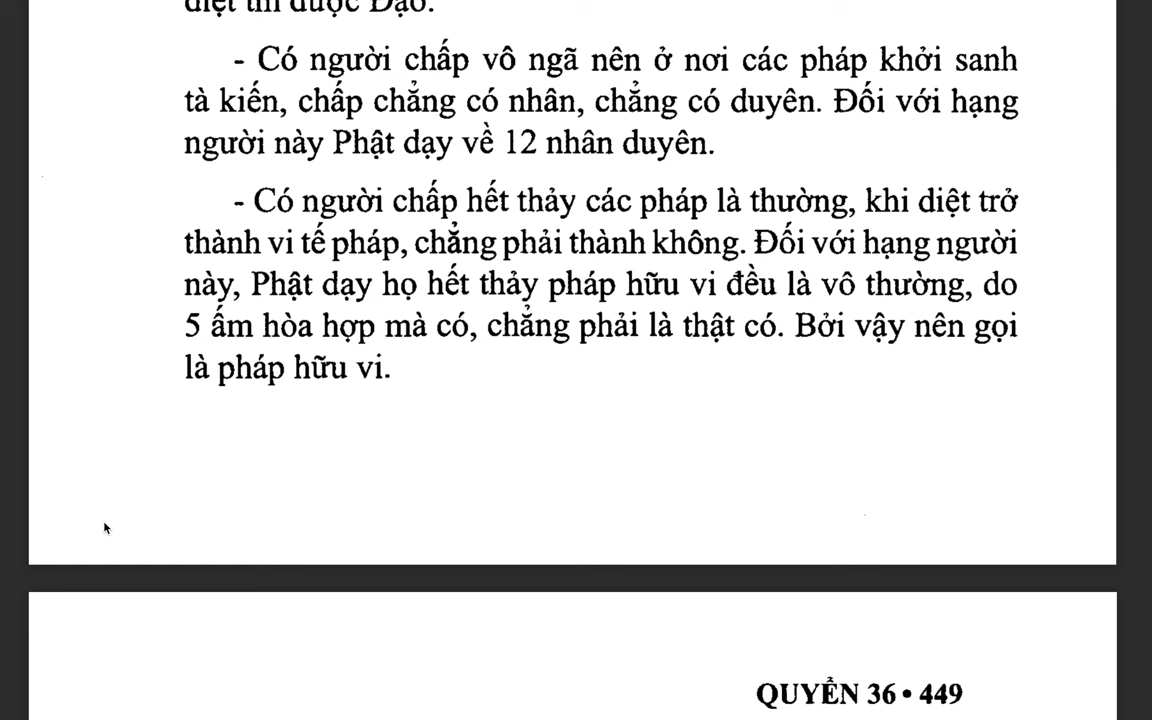 diệt thì được Đạo.
- Có người chấp vô ngã nên ở nơi các pháp khởi sanh
tà kiến, chấp chẳng có nhân, chẳng có duyên. Đối với hạng
người này Phật dạy về 12 nhân duyên.
- Có người chấp hết thảy các pháp là thường, khi diệt trở
thành vi tế pháp, chẳng phải thành không. Đối với hạng người
này, Phật dạy họ hết thảy pháp hữu vi đều là vô thường, do
5 ấm hòa hợp mà có, chẳng phải là thật có. Bởi vậy nên gọi
là pháp hữu vi.
QUYỂN 36 • 449